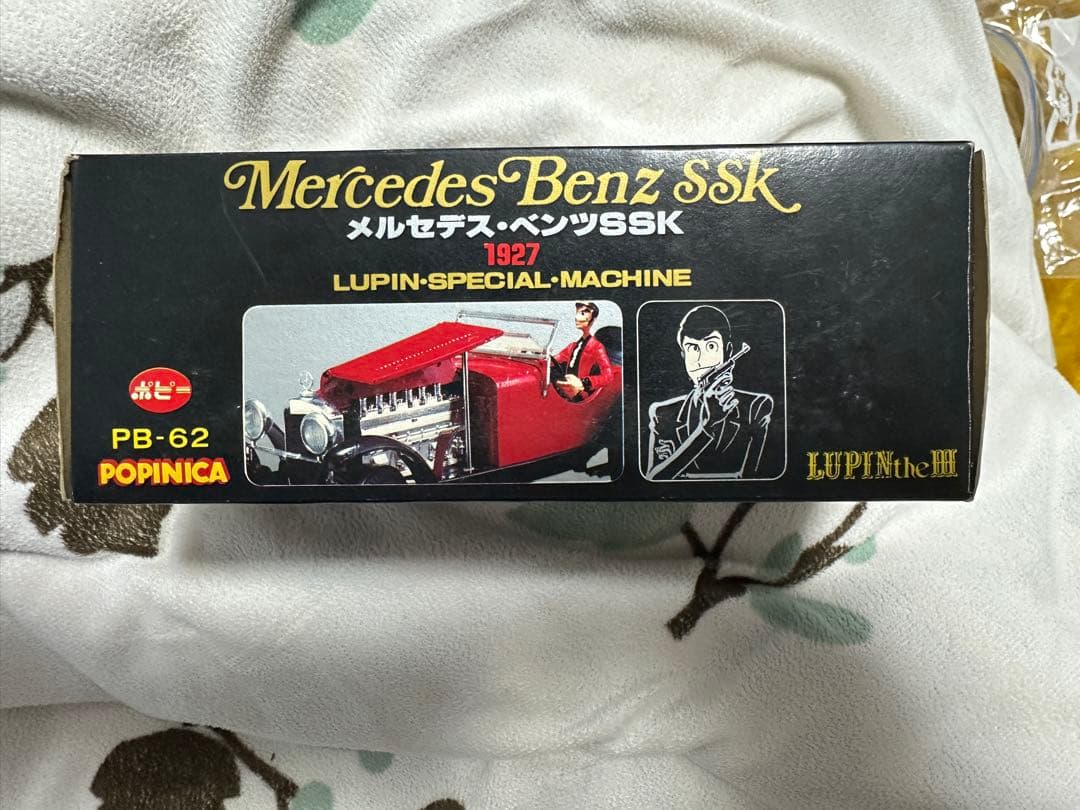 Mercedes Benz SSk
メルセデス・ベンツSSK
1927
LUPIN·SPECIAL·MACHINE
ポピー
PB-62
POPINICA
LUPIN the III